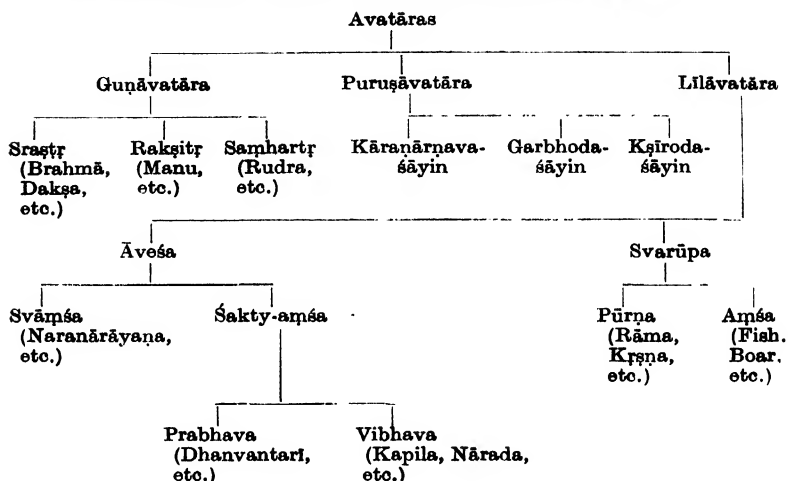 Avatāras
Guṇāvatāra Puruṣāvatāra Līlāvatāra
Sraṣṭṛ Rakṣitṛ Saṃhartṛ Kāraṇārṇava- Garbhoda- Kṣīroda-
(Brahmā, (Manu, (Rudra, śāyin śāyin śāyin
Dakṣa, etc.) etc.)
etc.)
Āveśa Svarūpa
Svāṃśa Śakty-aṃśa Pūrṇa Aṃśa
(Naranārāyaṇa, (Rāma, (Fish.
etc.) Kṛṣṇa, Boar.
etc.) etc.)
Prabhava Vibhava
(Dhanvantarī, (Kapila, Nārada,
etc.) etc.)